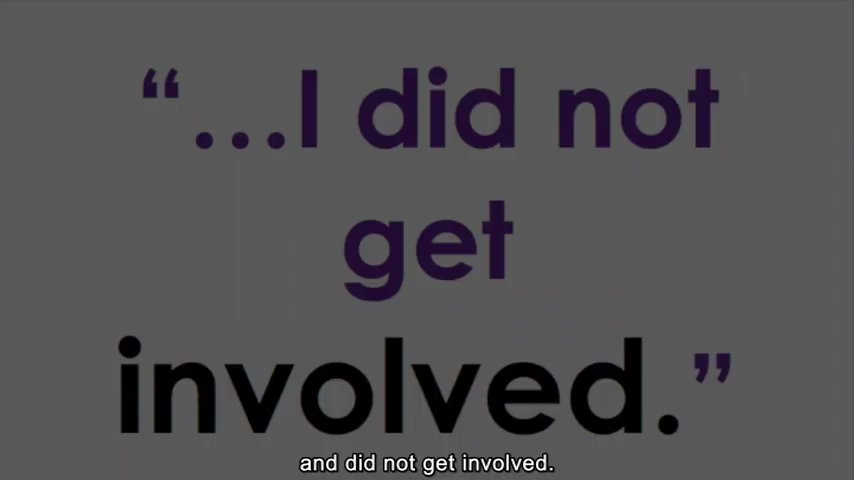 “...I did not
get
involved.”
and did not get involved.